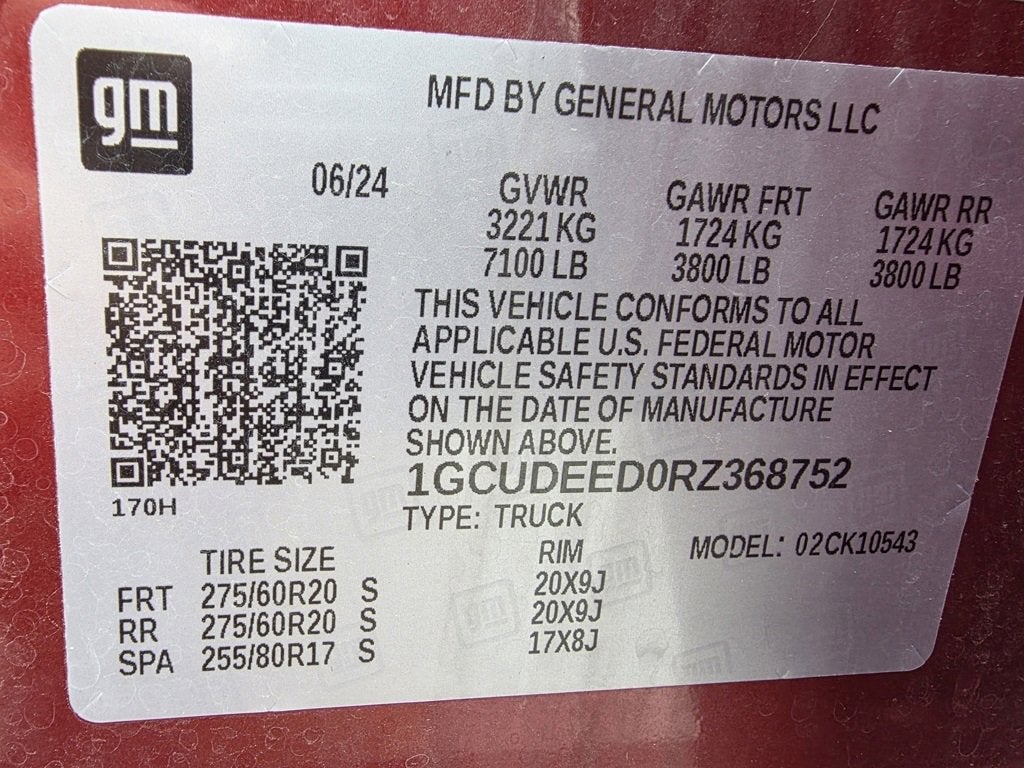 gm
MFD BY GENERAL MOTORS LLC
06/24
GVWR GAWR FRT GAWR RR
3221 KG 1724 KG 1724 KG
7100 LB 3800 LB 3800 LB
THIS VEHICLE CONFORMS TO ALL
APPLICABLE U.S. FEDERAL MOTOR
VEHICLE SAFETY STANDARDS IN EFFECT
ON THE DATE OF MANUFACTURE
SHOWN ABOVE.
1GCUDEED0RZ368752
170H
TYPE: TRUCK
TIRE SIZE RIM MODEL: 02CK10543
FRT 275/60R20 S 20X9J
RR 275/60R20 S 20X9J
SPA 255/80R17 S 17X8J